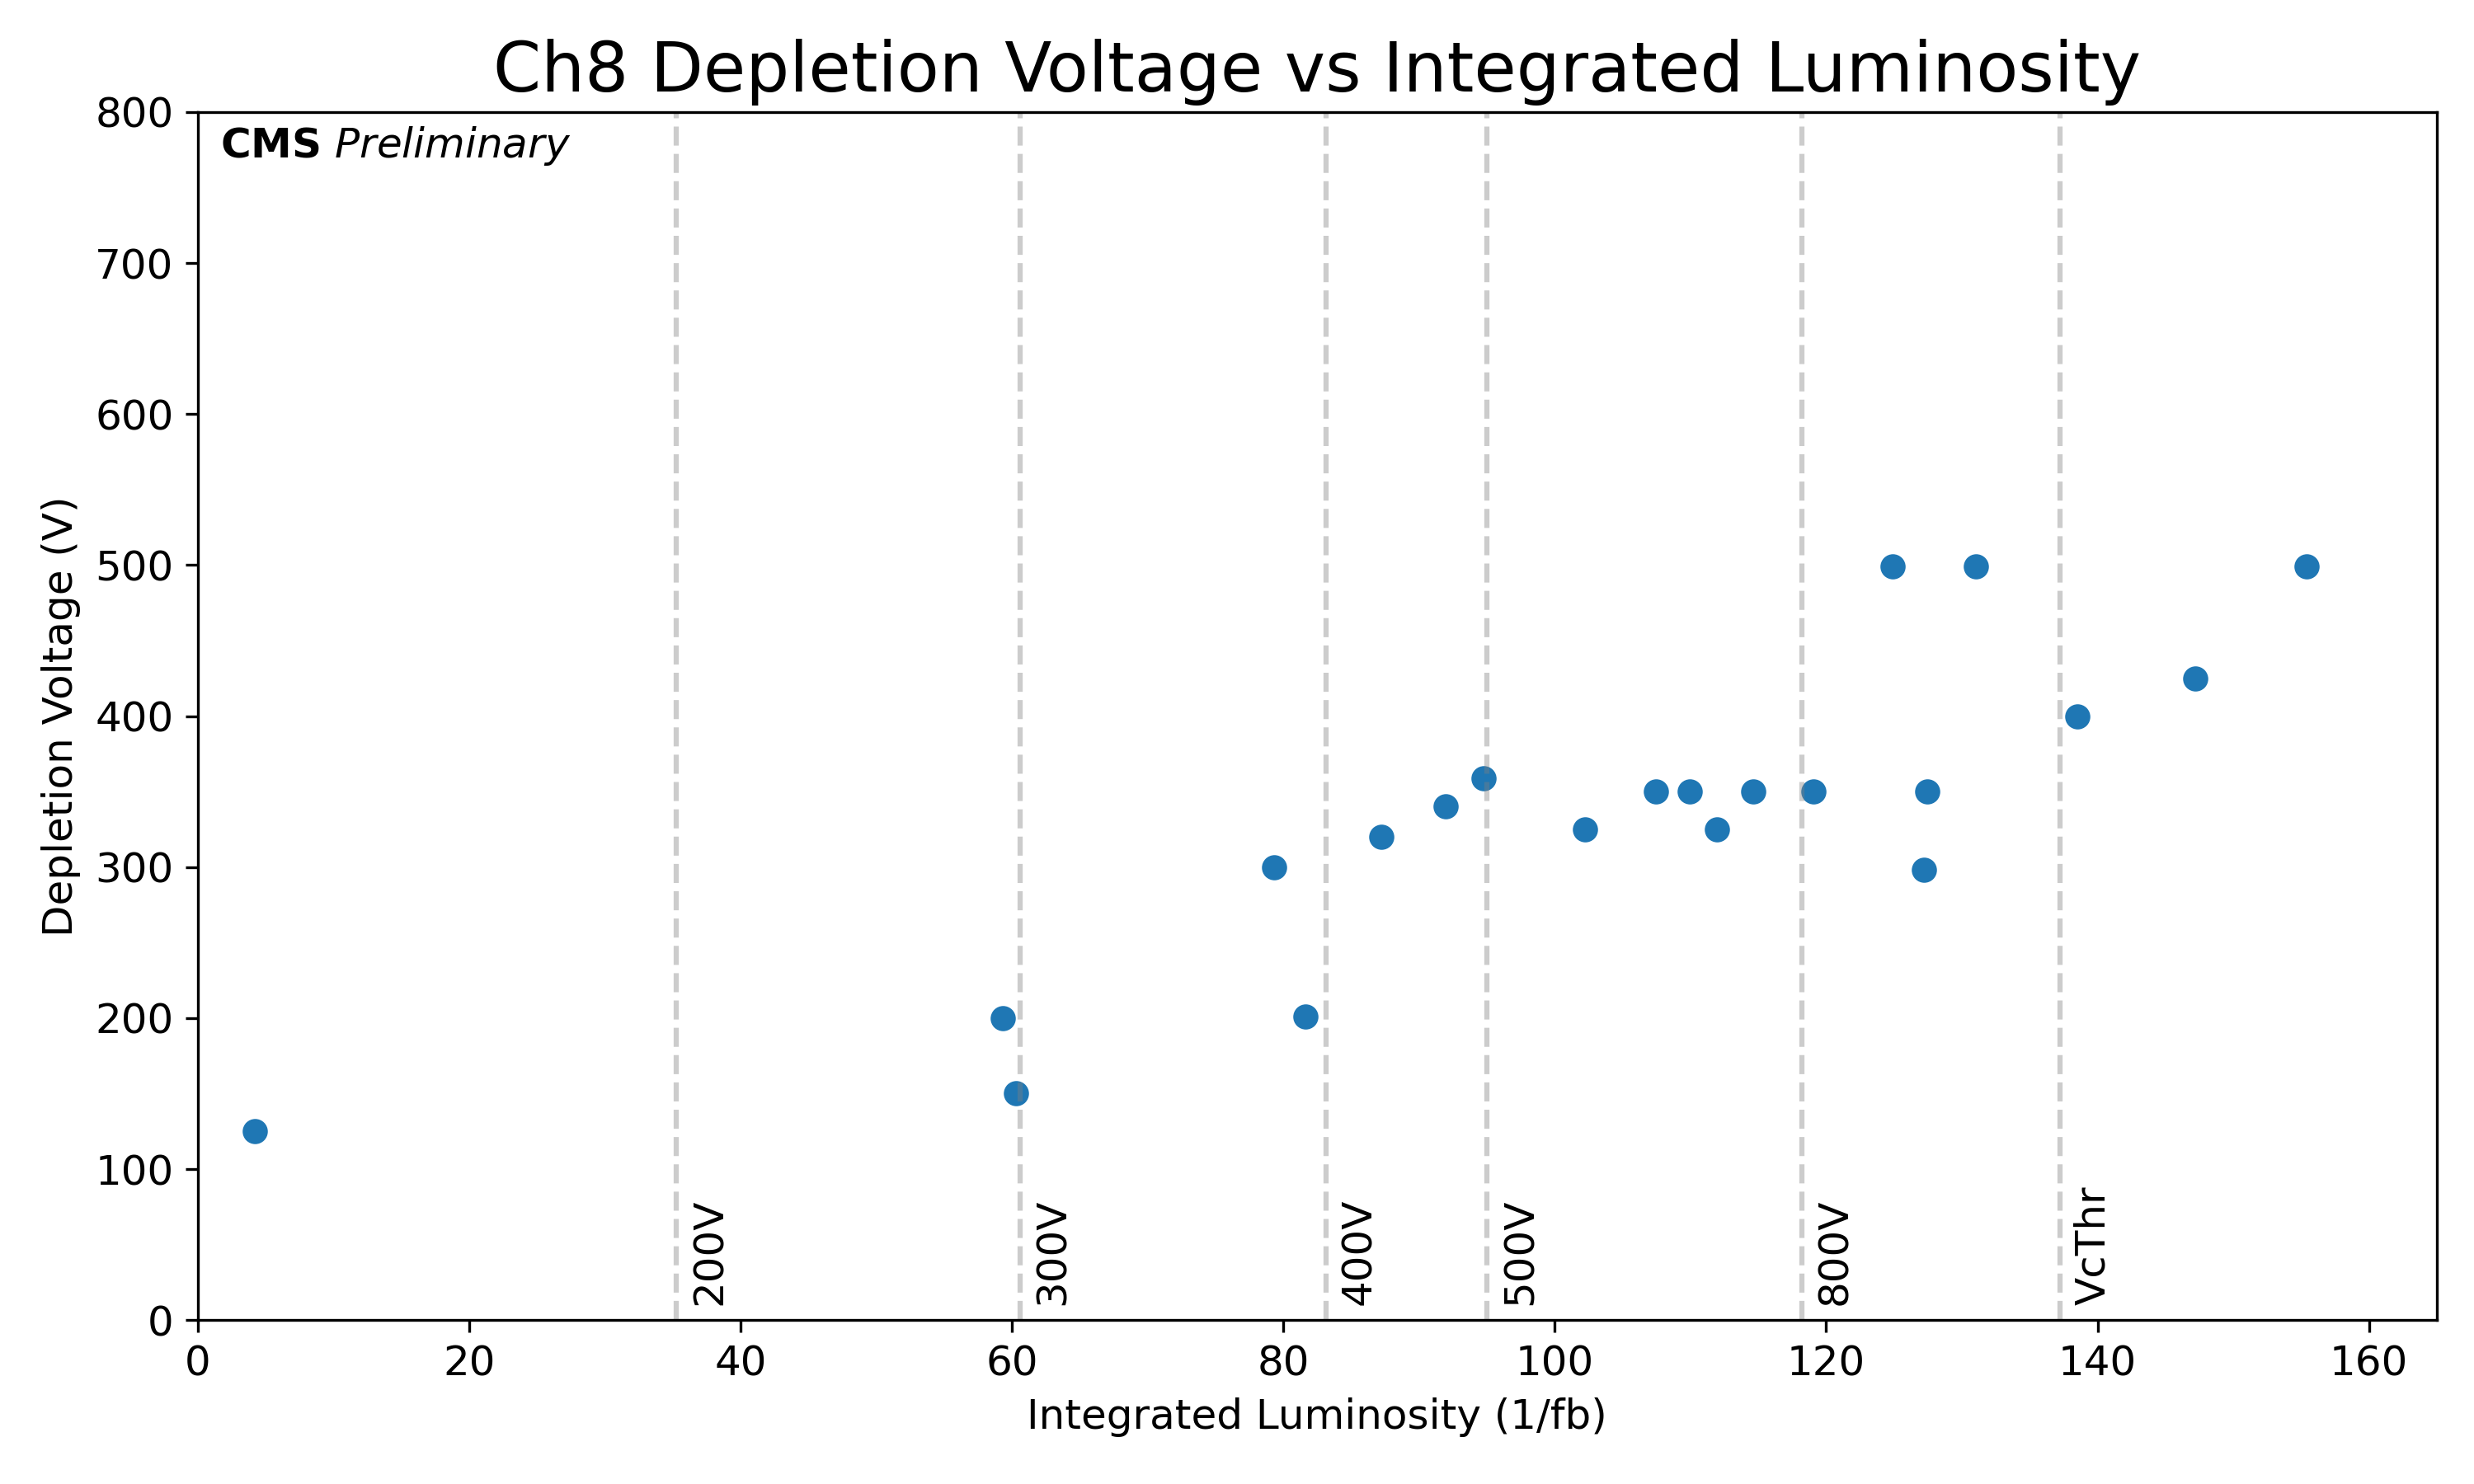 Ch8 Depletion Voltage vs Integrated Luminosity
CMS Preliminary
Depletion Voltage (V)
800
700
600
500
400
300
200
100
0
200V
300V
400V
500V
800V
VcThr
0 20 40 60 80 100 120 140 160
Integrated Luminosity (1/fb)